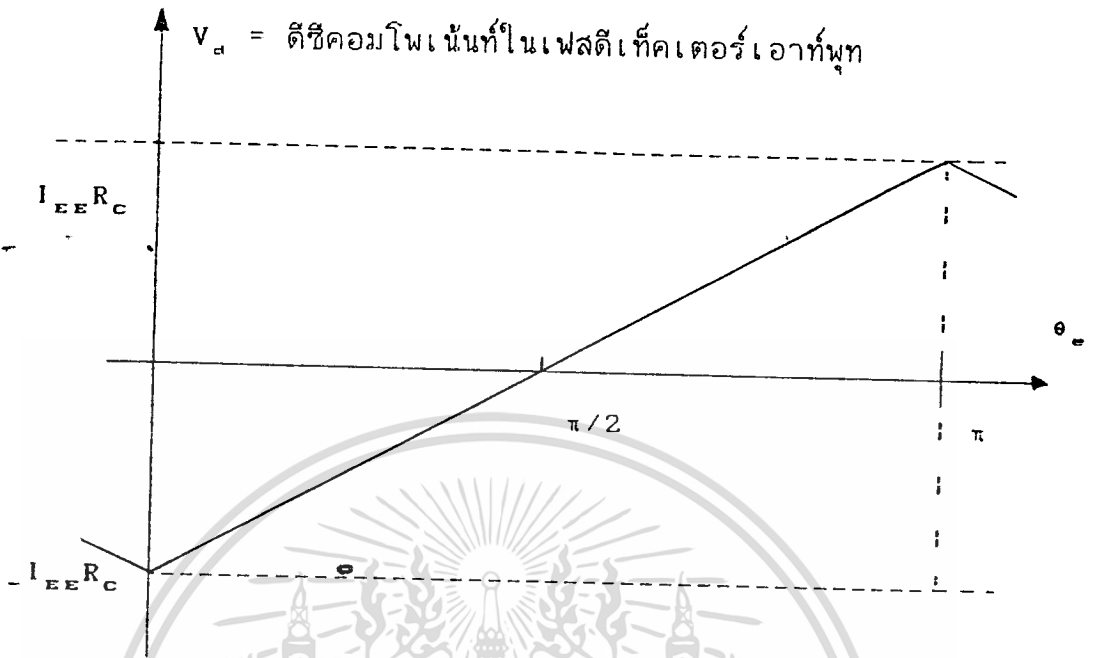 V_d = ดีซีคอมโพเน้นท์ในเฟสดีเท็คเตอร์เอาท์พุท
I_EE R_C
θ_e
π/2
π
- I_EE R_C